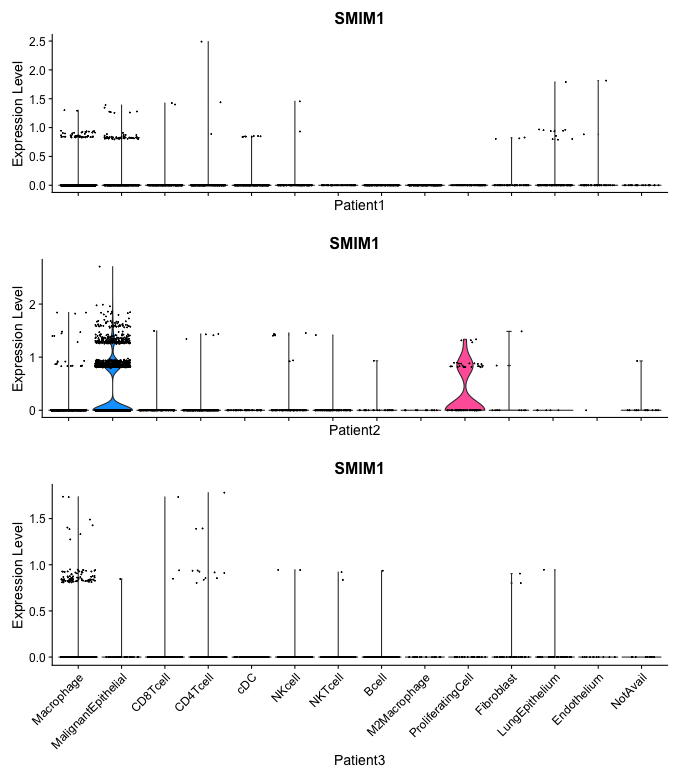 SMIM1
Expression Level
2.5
2.0
1.5
1.0
0.5
0.0
Patient1
SMIM1
Expression Level
2
1
0
Patient2
SMIM1
Expression Level
1.5
1.0
0.5
0.0
Macrophage
MalignantEpithelial
CD8Tcell
CD4Tcell
cDC
NKcell
NKTcell
Bcell
M2Macrophage
ProliferatingCell
Fibroblast
LungEpithelium
Endothelium
NotAvail
Patient3